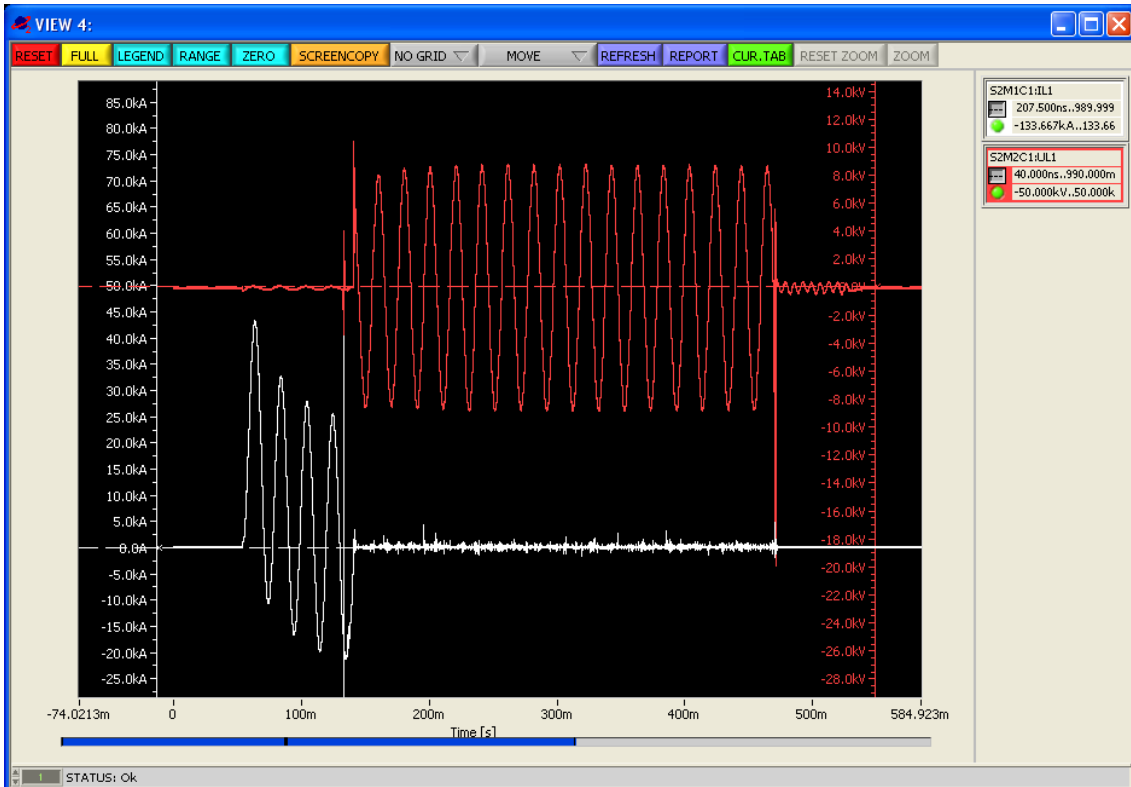 VIEW 4:
RESET FULL LEGEND RANGE ZERO SCREENCOPY NO GRID MOVE REFRESH REPORT CUR.TAB RESET ZOOM ZOOM
S2M1C1:IL1
207.500ns..989.999
-133.667kA..133.66
S2M2C1:UL1
40.000ns..990.000m
-50.000kV..50.000k
85.0kA
80.0kA
75.0kA
70.0kA
65.0kA
60.0kA
55.0kA
50.0kA
45.0kA
40.0kA
35.0kA
30.0kA
25.0kA
20.0kA
15.0kA
10.0kA
5.0kA
0.0A
-5.0kA
-10.0kA
-15.0kA
-20.0kA
-25.0kA
14.0kV
12.0kV
10.0kV
8.0kV
6.0kV
4.0kV
2.0kV
-2.0kV
-4.0kV
-6.0kV
-8.0kV
-10.0kV
-12.0kV
-14.0kV
-16.0kV
-18.0kV
-20.0kV
-22.0kV
-24.0kV
-26.0kV
-28.0kV
-74.0213m 0 100m 200m 300m 400m 500m 584.923m
Time [s]
1 STATUS: Ok